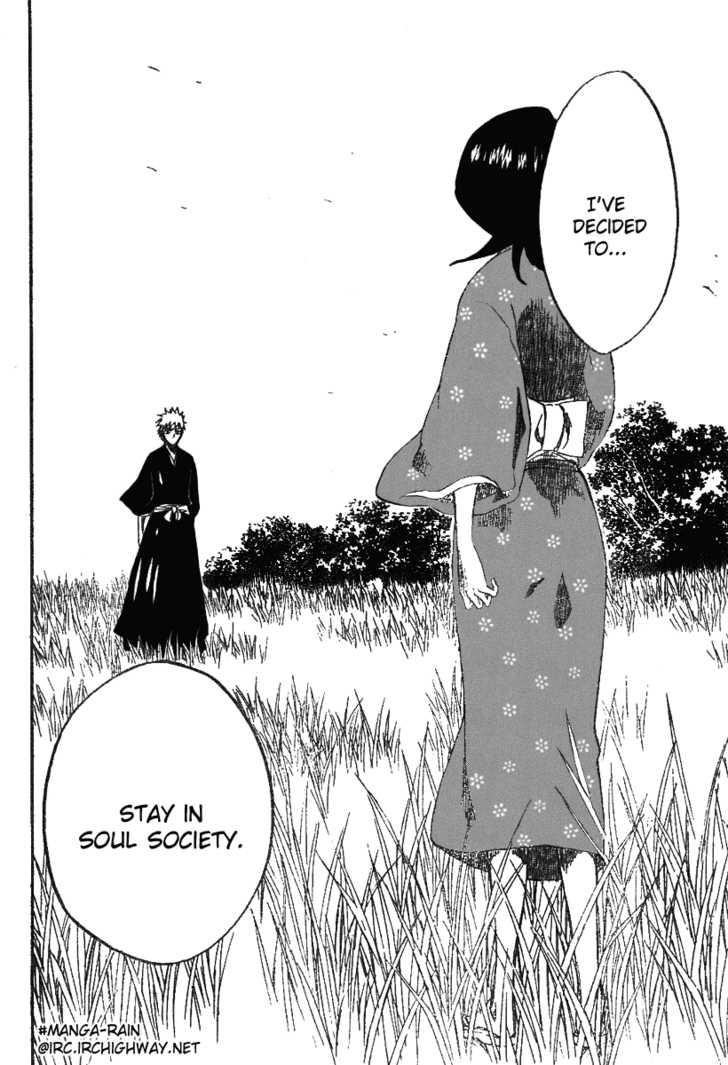 I'VE
DECIDED
TO...
STAY IN
SOUL SOCIETY.
#MANGA-RAIN
@IRC.IRCHIGHWAY.NET